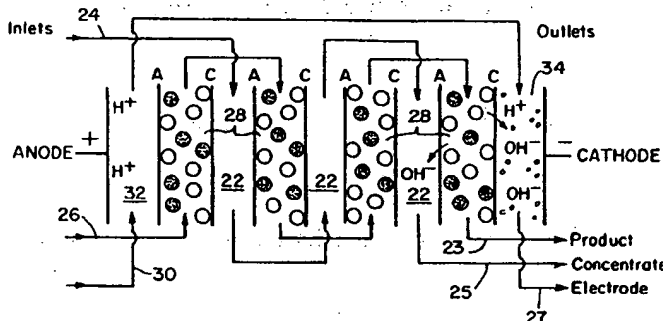 Inlets
24
Outlets
A C A C A C A C
34
H+
28
28
H+
OH-
OH-
ANODE +
- CATHODE
H+
32
22
22
22
OH-
26
30
23
Product
Concentrate
25
Electrode
27